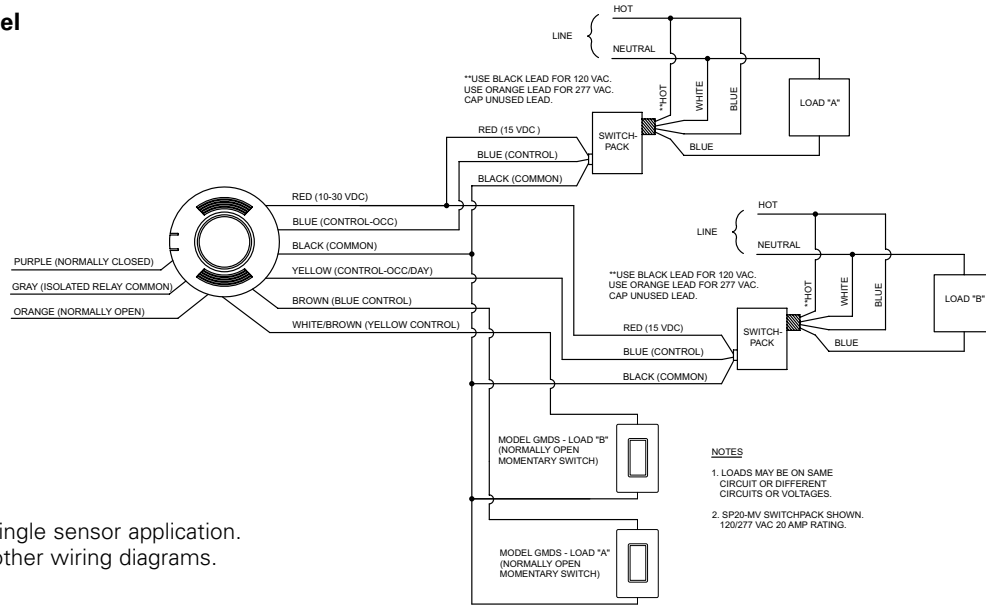 el
HOT
LINE
NEUTRAL
**USE BLACK LEAD FOR 120 VAC.
USE ORANGE LEAD FOR 277 VAC.
CAP UNUSED LEAD.
**HOT
WHITE
BLUE
LOAD "A"
RED (15 VDC )
SWITCH-
PACK
BLUE
BLUE (CONTROL)
BLACK (COMMON)
RED (10-30 VDC)
BLUE (CONTROL-OCC)
BLACK (COMMON)
YELLOW (CONTROL-OCC/DAY)
BROWN (BLUE CONTROL)
WHITE/BROWN (YELLOW CONTROL)
PURPLE (NORMALLY CLOSED)
GRAY (ISOLATED RELAY COMMON)
ORANGE (NORMALLY OPEN)
HOT
LINE
NEUTRAL
**USE BLACK LEAD FOR 120 VAC.
USE ORANGE LEAD FOR 277 VAC.
CAP UNUSED LEAD.
**HOT
WHITE
BLUE
LOAD "B"
RED (15 VDC)
SWITCH-
PACK
BLUE
BLUE (CONTROL)
BLACK (COMMON)
MODEL GMDS - LOAD "B"
(NORMALLY OPEN
MOMENTARY SWITCH)
NOTES
1. LOADS MAY BE ON SAME
CIRCUIT OR DIFFERENT
CIRCUITS OR VOLTAGES.
2. SP20-MV SWITCHPACK SHOWN.
120/277 VAC 20 AMP RATING.
ingle sensor application.
other wiring diagrams.
MODEL GMDS - LOAD "A"
(NORMALLY OPEN
MOMENTARY SWITCH)